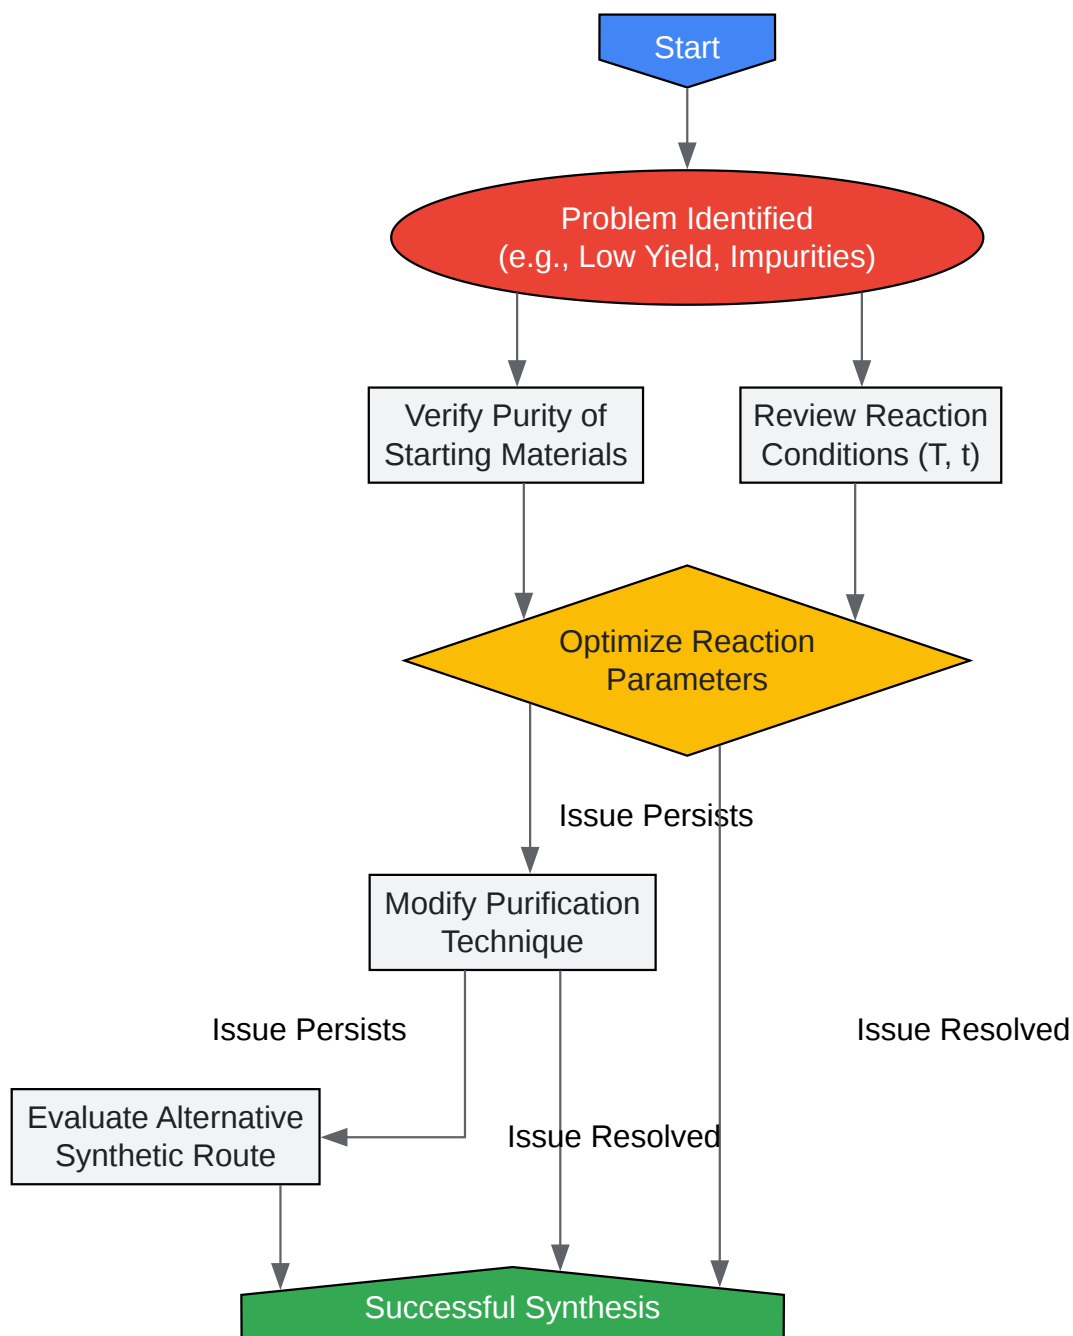 Start
Problem Identified
(e.g., Low Yield, Impurities)
Verify Purity of
Starting Materials
Review Reaction
Conditions (T, t)
Optimize Reaction
Parameters
Issue Persists
Modify Purification
Technique
Issue Persists
Issue Resolved
Evaluate Alternative
Synthetic Route
Issue Resolved
Successful Synthesis